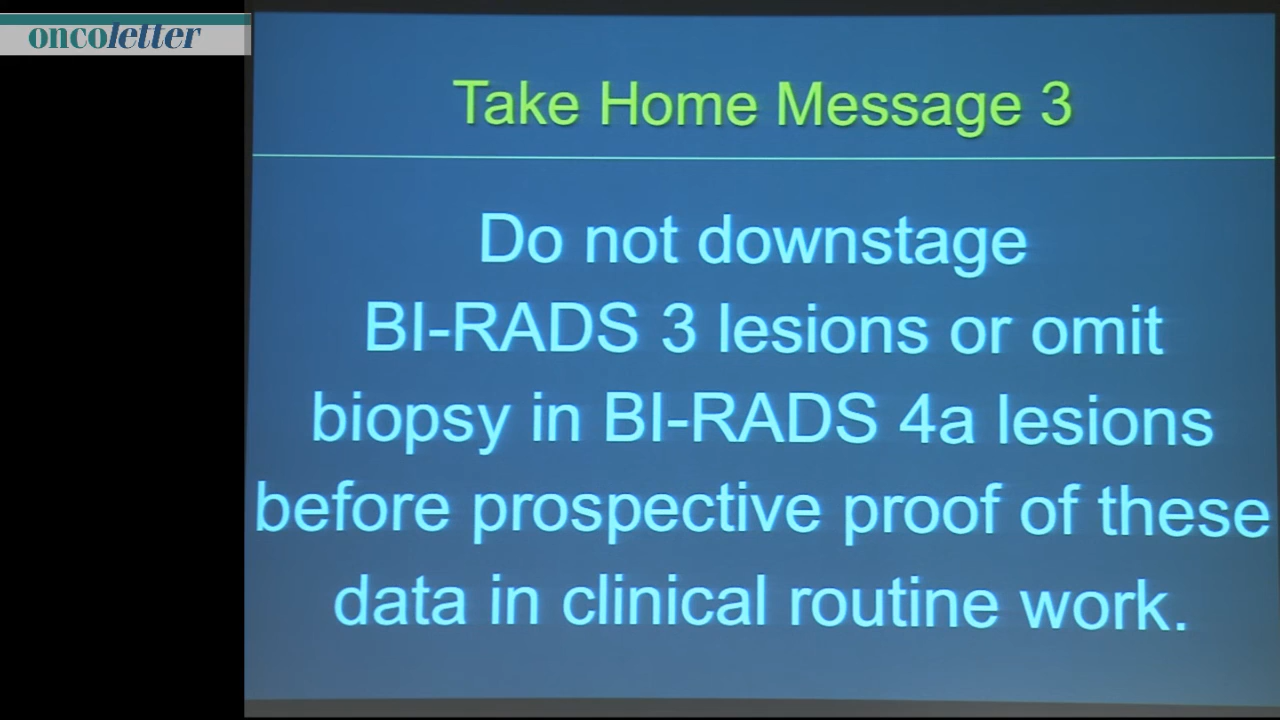 oncoletter
Take Home Message 3
Do not downstage
BI-RADS 3 lesions or omit
biopsy in BI-RADS 4a lesions
before prospective proof of these
data in clinical routine work.